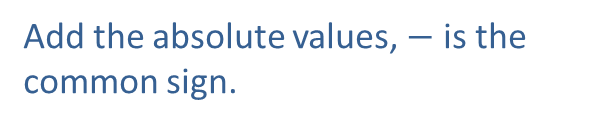 Add the absolute values, − is the
common sign.